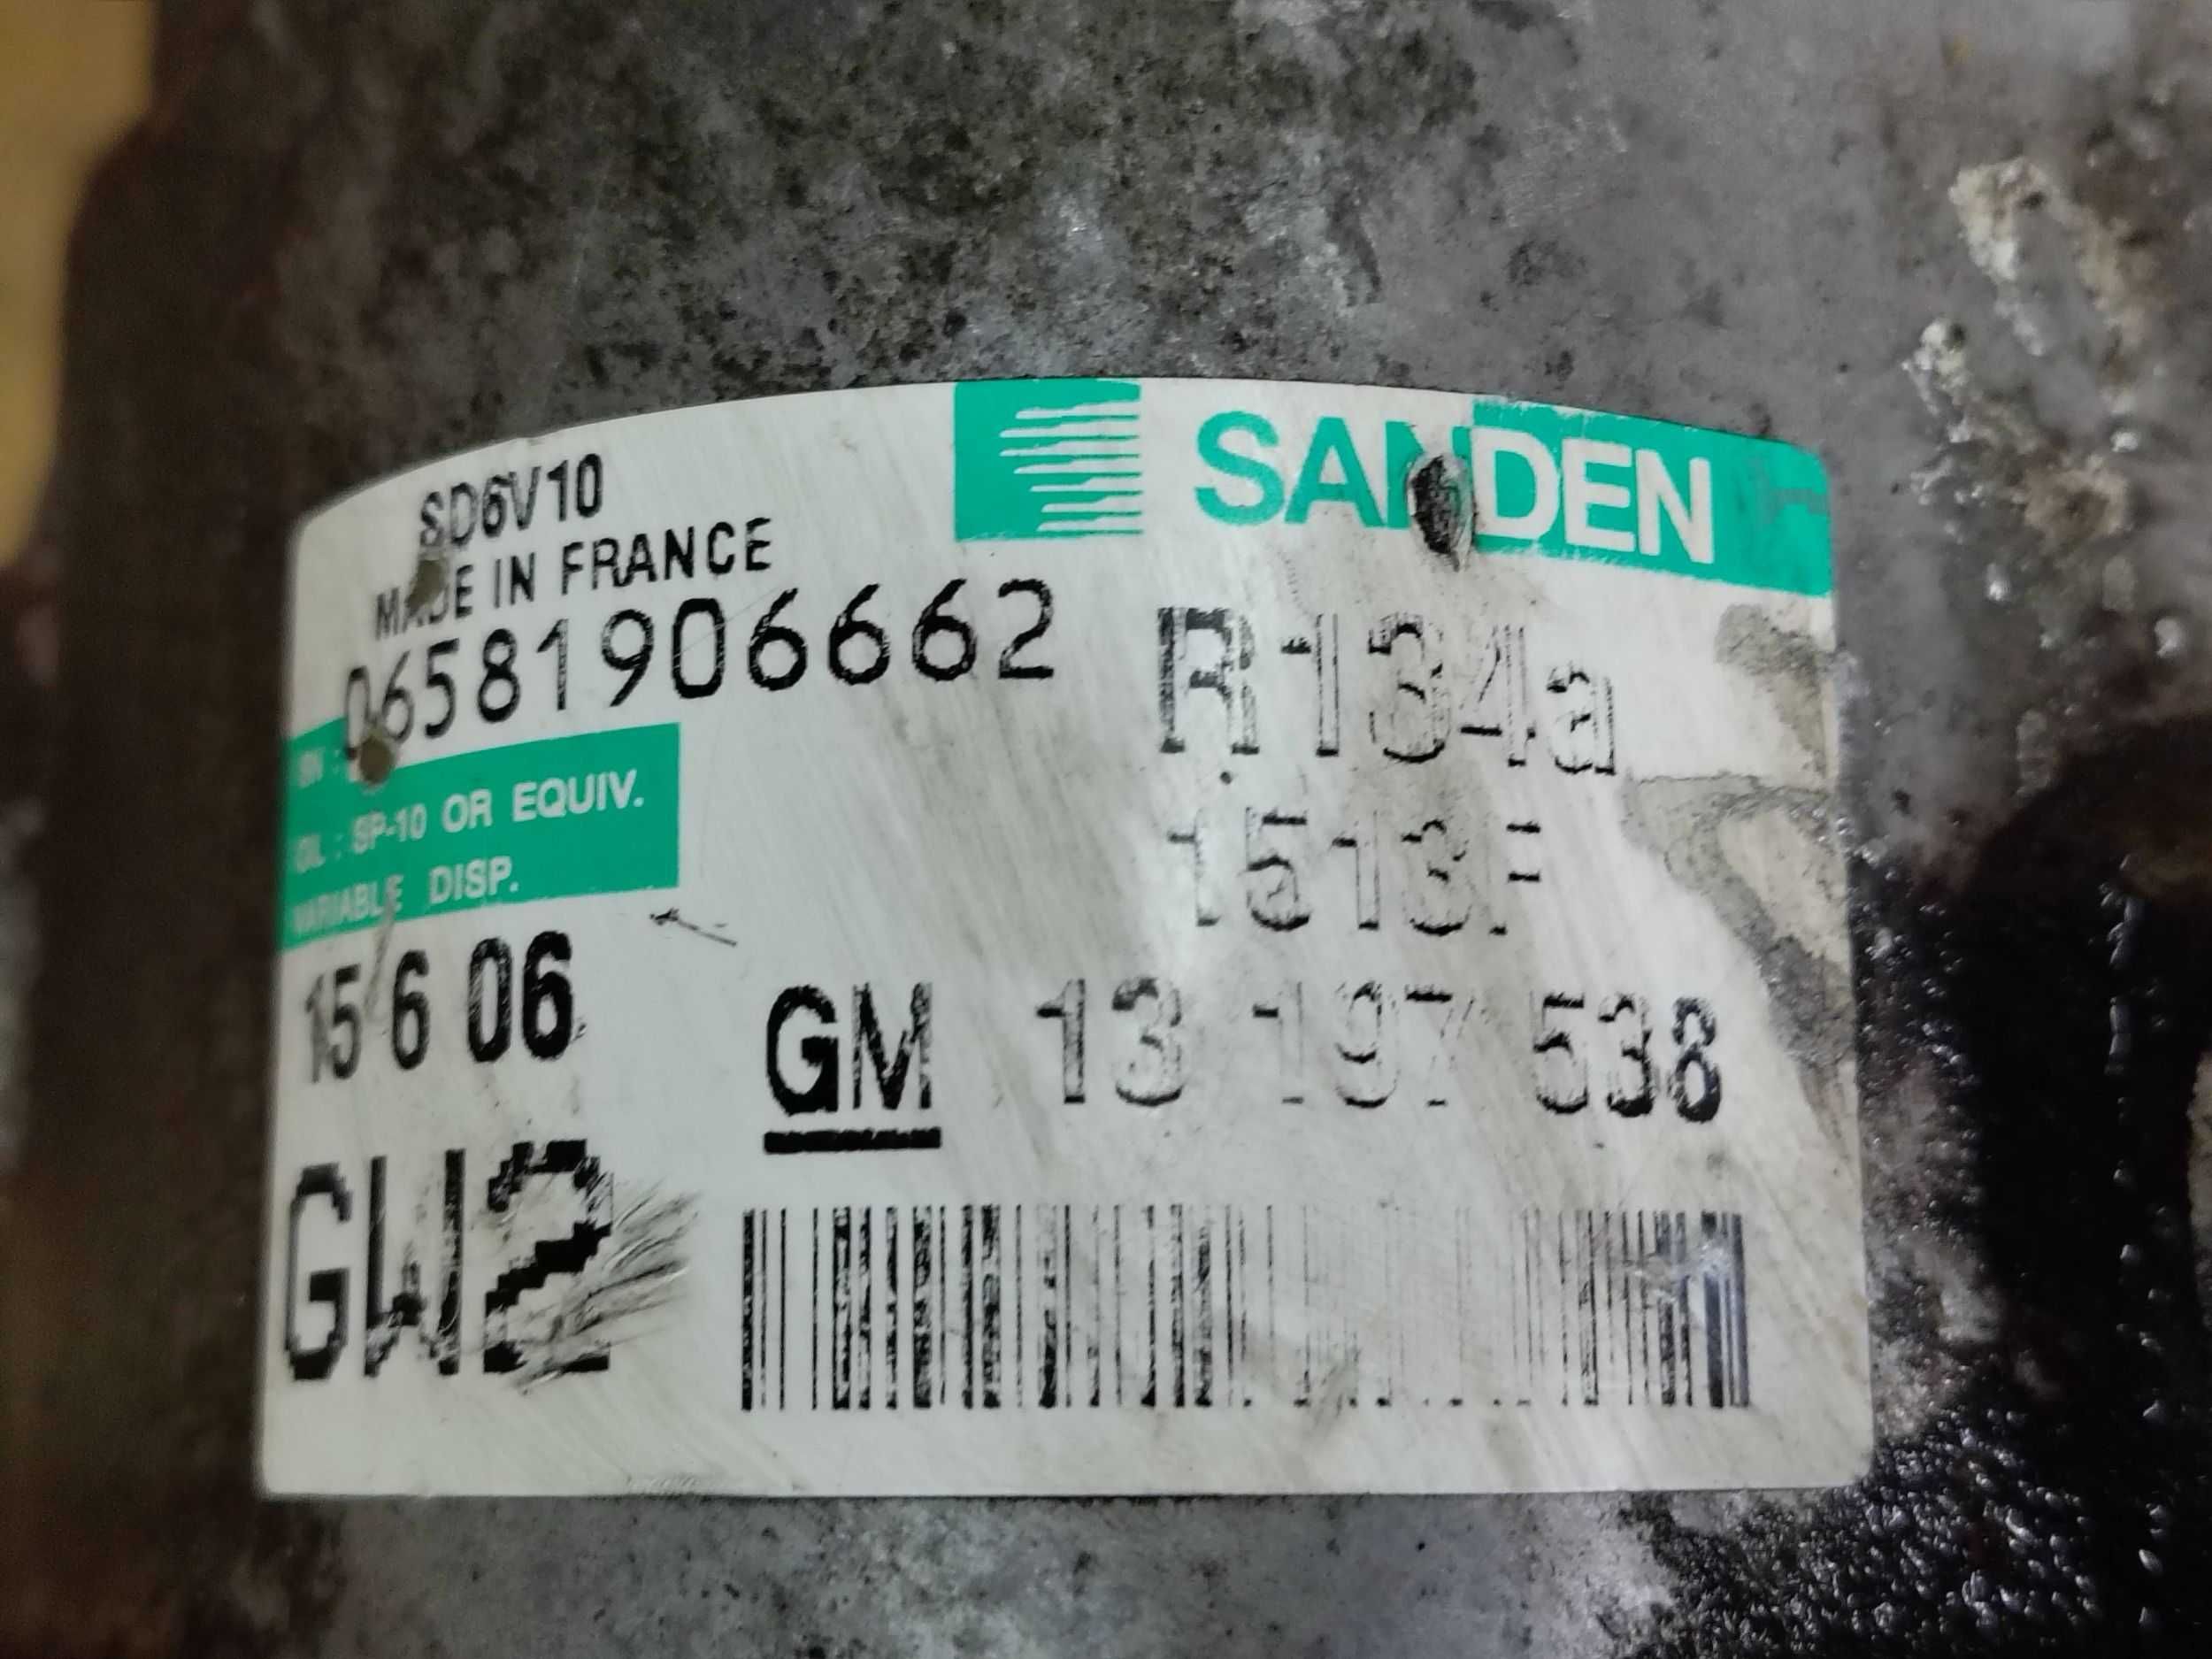 SANDEN
SD6V10
MADE IN FRANCE
06581906662
R134a
SN :
OIL : SP-10 OR EQUIV.
VARIABLE DISP.
1513F
15 6 06
GM 13 197 538
GW2